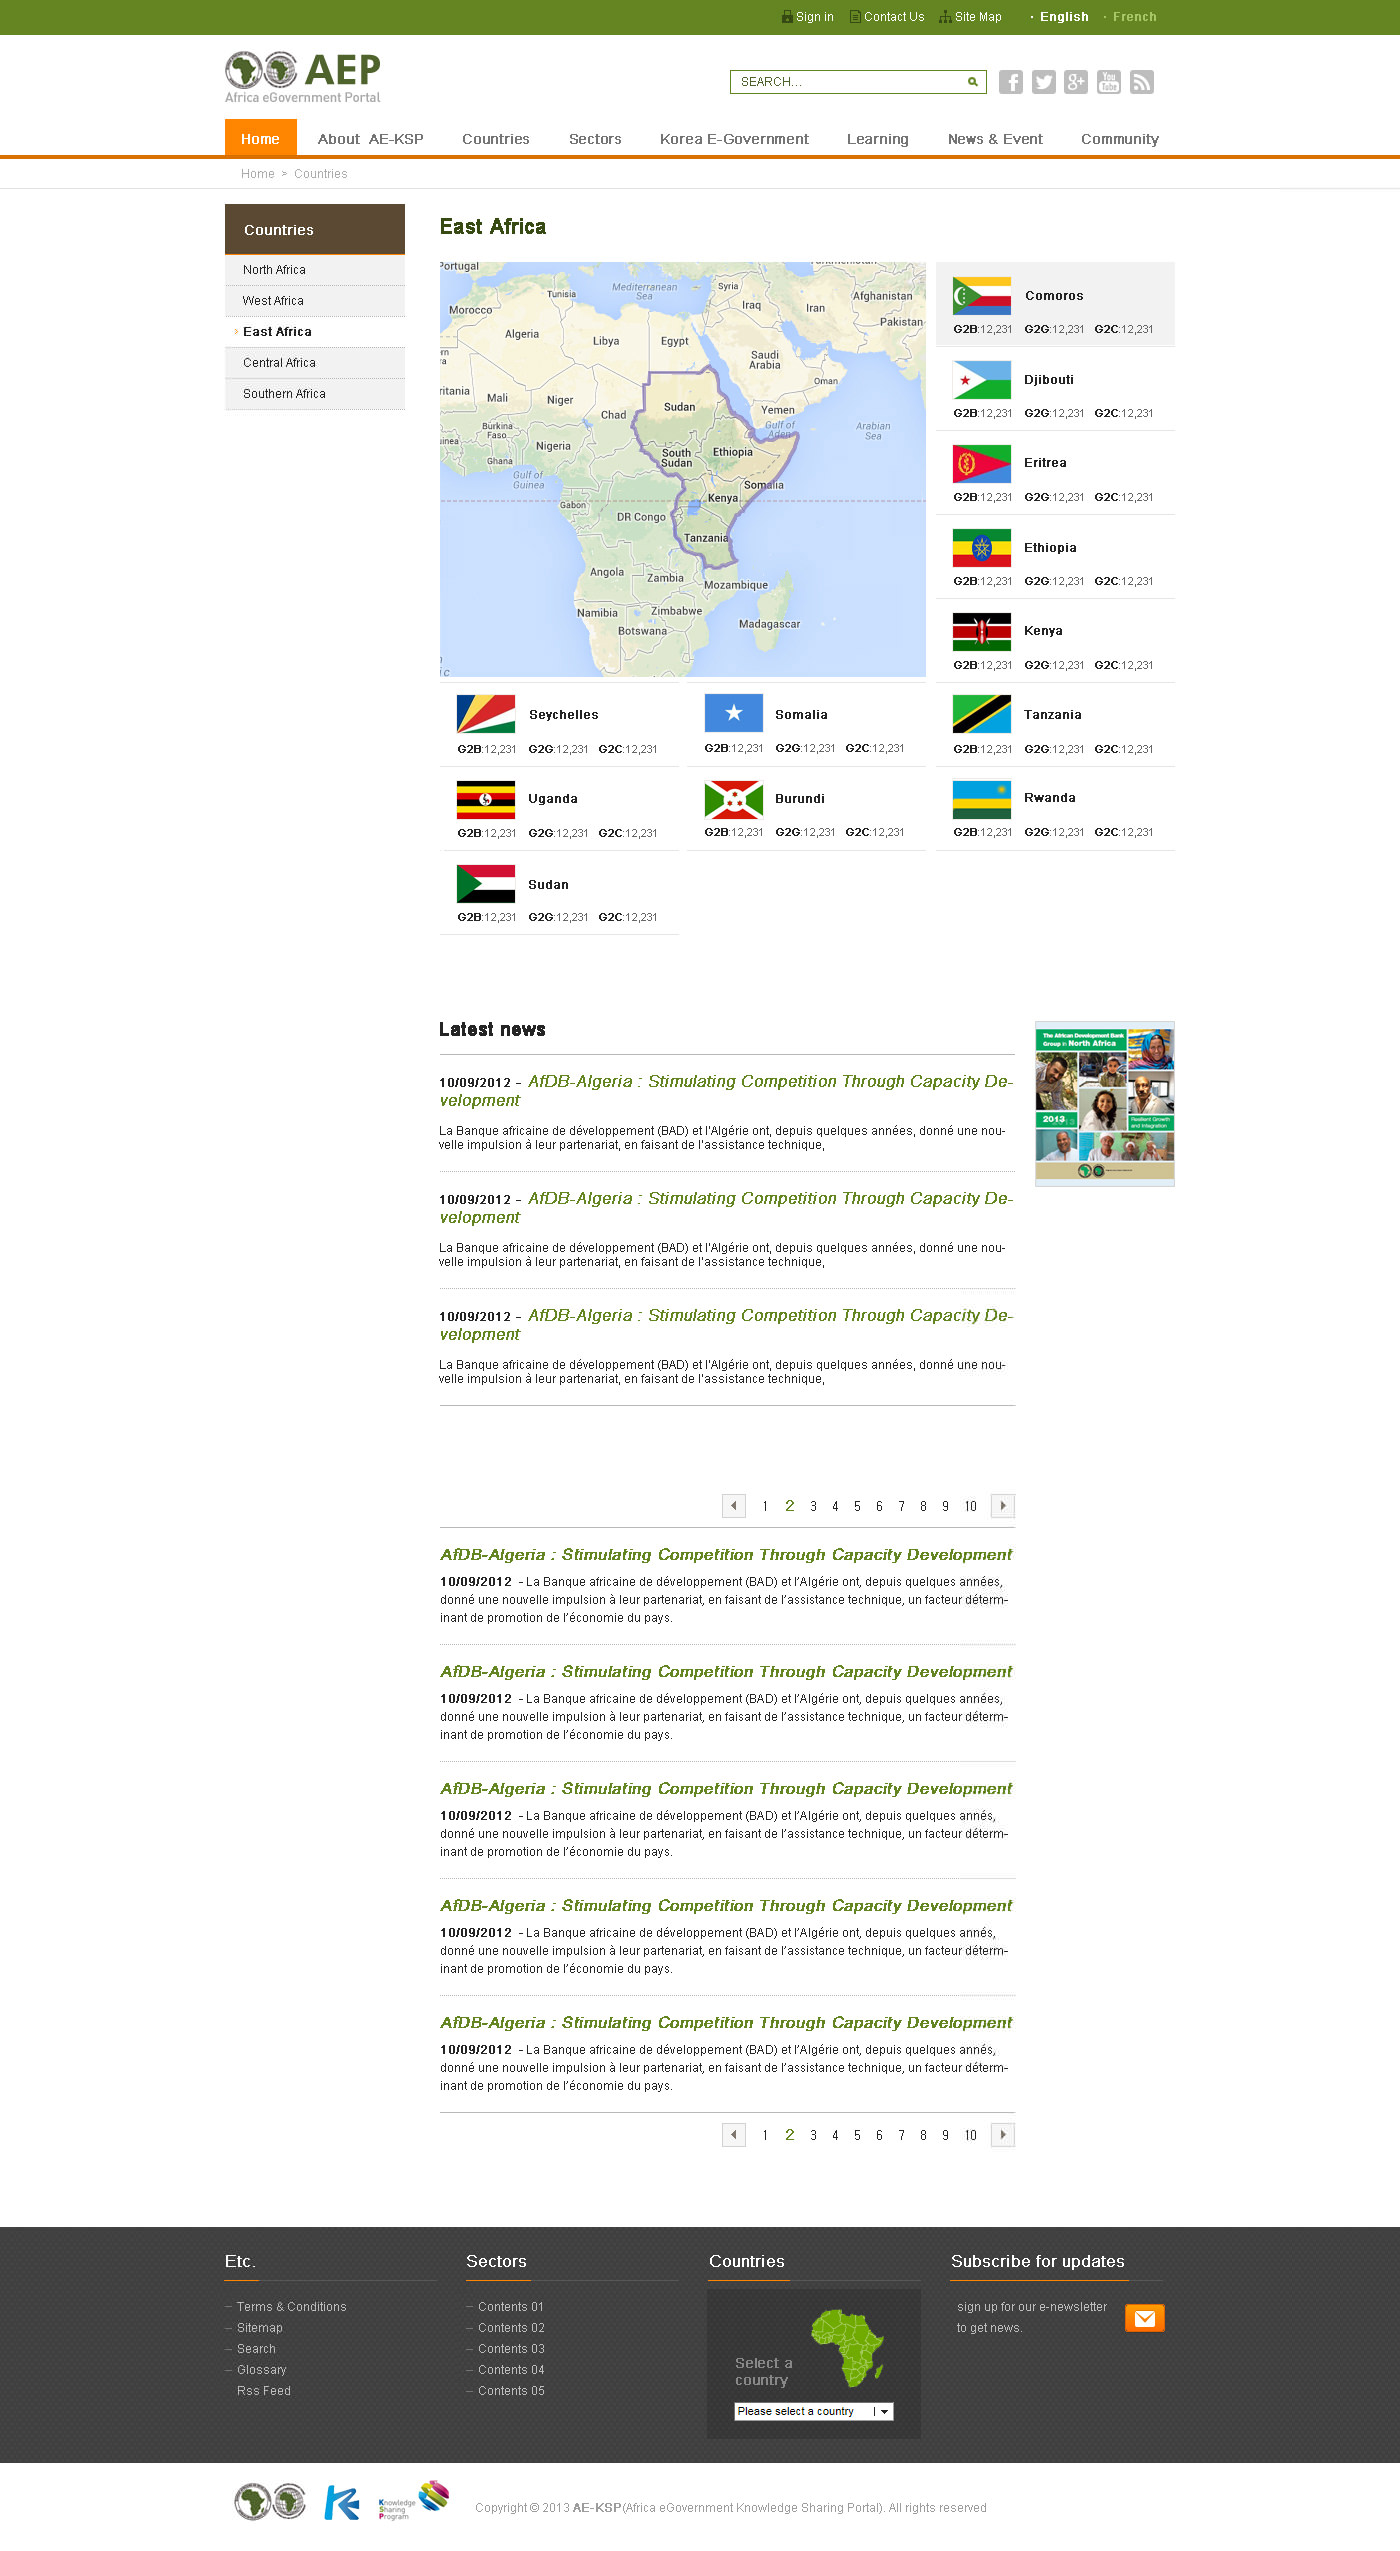 Sign in Contact Us Site Map · English · French
AEP
Africa eGovernment Portal
SEARCH...
You
Tube
Home About AE-KSP Countries Sectors Korea E-Government Learning News & Event Community
Home > Countries
Countries
North Africa
West Africa
East Africa
Central Africa
Southern Africa
East Africa
Portugal
Tunisia
Mediterranean
Sea
Syria
Morocco
Iraq
Iran
Afghanistan
Pakistan
Algeria
Libya
Egypt
Saudi
Arabia
Oman
ritania
Mali
Niger
Chad
Sudan
Yemen
Burkina
Faso
Gulf of
Aden
Arabian
Sea
uinea
Nigeria
South
Sudan
Ethiopia
Ghana
Gulf of
Guinea
Somalia
Gabon
Kenya
DR Congo
Tanzania
Angola
Zambia
Mozambique
Namibia
Zimbabwe
Botswana
Madagascar
Comoros
G2B:12,231 G2G:12,231 G2C:12,231
Djibouti
G2B:12,231 G2G:12,231 G2C:12,231
Eritrea
G2B:12,231 G2G:12,231 G2C:12,231
Ethiopia
G2B:12,231 G2G:12,231 G2C:12,231
Kenya
G2B:12,231 G2G:12,231 G2C:12,231
Seychelles
G2B:12,231 G2G:12,231 G2C:12,231
Somalia
G2B:12,231 G2G:12,231 G2C:12,231
Tanzania
G2B:12,231 G2G:12,231 G2C:12,231
Uganda
G2B:12,231 G2G:12,231 G2C:12,231
Burundi
G2B:12,231 G2G:12,231 G2C:12,231
Rwanda
G2B:12,231 G2G:12,231 G2C:12,231
Sudan
G2B:12,231 G2G:12,231 G2C:12,231
Latest news
10/09/2012 - AfDB-Algeria : Stimulating Competition Through Capacity De-
velopment
La Banque africaine de développement (BAD) et l'Algérie ont, depuis quelques années, donné une nou-
velle impulsion à leur partenariat, en faisant de l'assistance technique,
10/09/2012 - AfDB-Algeria : Stimulating Competition Through Capacity De-
velopment
La Banque africaine de développement (BAD) et l'Algérie ont, depuis quelques années, donné une nou-
velle impulsion à leur partenariat, en faisant de l'assistance technique,
10/09/2012 - AfDB-Algeria : Stimulating Competition Through Capacity De-
velopment
La Banque africaine de développement (BAD) et l'Algérie ont, depuis quelques années, donné une nou-
velle impulsion à leur partenariat, en faisant de l'assistance technique,
The African Development Bank
Group in North Africa
2013
Resilient Growth
and Integration
1 2 3 4 5 6 7 8 9 10
AfDB-Algeria : Stimulating Competition Through Capacity Development
10/09/2012 - La Banque africaine de développement (BAD) et l'Algérie ont, depuis quelques années,
donné une nouvelle impulsion à leur partenariat, en faisant de l'assistance technique, un facteur déterm-
inant de promotion de l'économie du pays.
AfDB-Algeria : Stimulating Competition Through Capacity Development
10/09/2012 - La Banque africaine de développement (BAD) et l'Algérie ont, depuis quelques années,
donné une nouvelle impulsion à leur partenariat, en faisant de l'assistance technique, un facteur déterm-
inant de promotion de l'économie du pays.
AfDB-Algeria : Stimulating Competition Through Capacity Development
10/09/2012 - La Banque africaine de développement (BAD) et l'Algérie ont, depuis quelques annés,
donné une nouvelle impulsion à leur partenariat, en faisant de l'assistance technique, un facteur déterm-
inant de promotion de l'économie du pays.
AfDB-Algeria : Stimulating Competition Through Capacity Development
10/09/2012 - La Banque africaine de développement (BAD) et l'Algérie ont, depuis quelques annés,
donné une nouvelle impulsion à leur partenariat, en faisant de l'assistance technique, un facteur déterm-
inant de promotion de l'économie du pays.
AfDB-Algeria : Stimulating Competition Through Capacity Development
10/09/2012 - La Banque africaine de développement (BAD) et l'Algérie ont, depuis quelques annés,
donné une nouvelle impulsion à leur partenariat, en faisant de l'assistance technique, un facteur déterm-
inant de promotion de l'économie du pays.
1 2 3 4 5 6 7 8 9 10
Etc.
– Terms & Conditions
– Sitemap
– Search
– Glossary
Rss Feed
Sectors
– Contents 01
– Contents 02
– Contents 03
– Contents 04
– Contents 05
Countries
Select a
country
Please select a country
Subscribe for updates
sign up for our e-newsletter
to get news.
Knowledge
Sharing
Program
Copyright © 2013 AE-KSP(Africa eGovernment Knowledge Sharing Portal). All rights reserved